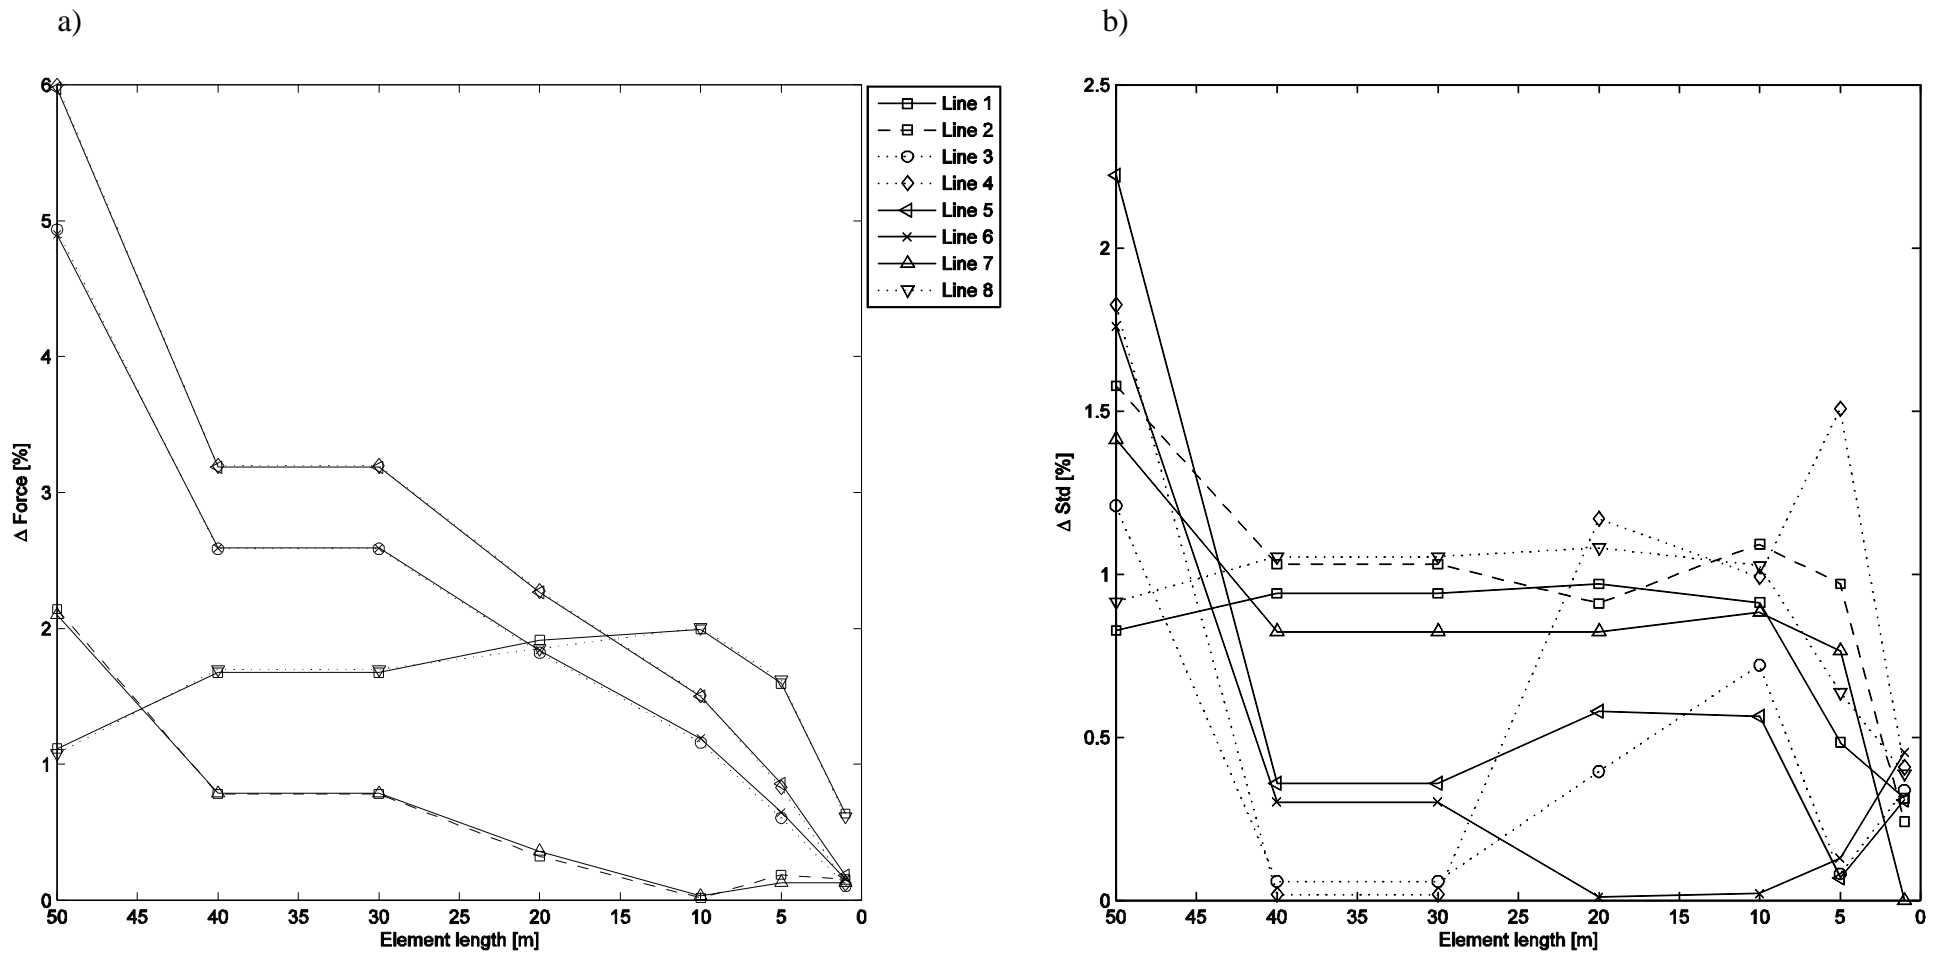 a)
b)
6
5
4
3
2
1
0
50 45 40 35 30 25 20 15 10 5 0
Element length [m]
Δ Force [%]
Line 1
Line 2
Line 3
Line 4
Line 5
Line 6
Line 7
Line 8
2.5
2
1.5
1
0.5
0
50 45 40 35 30 25 20 15 10 5 0
Element length [m]
Δ Std [%]